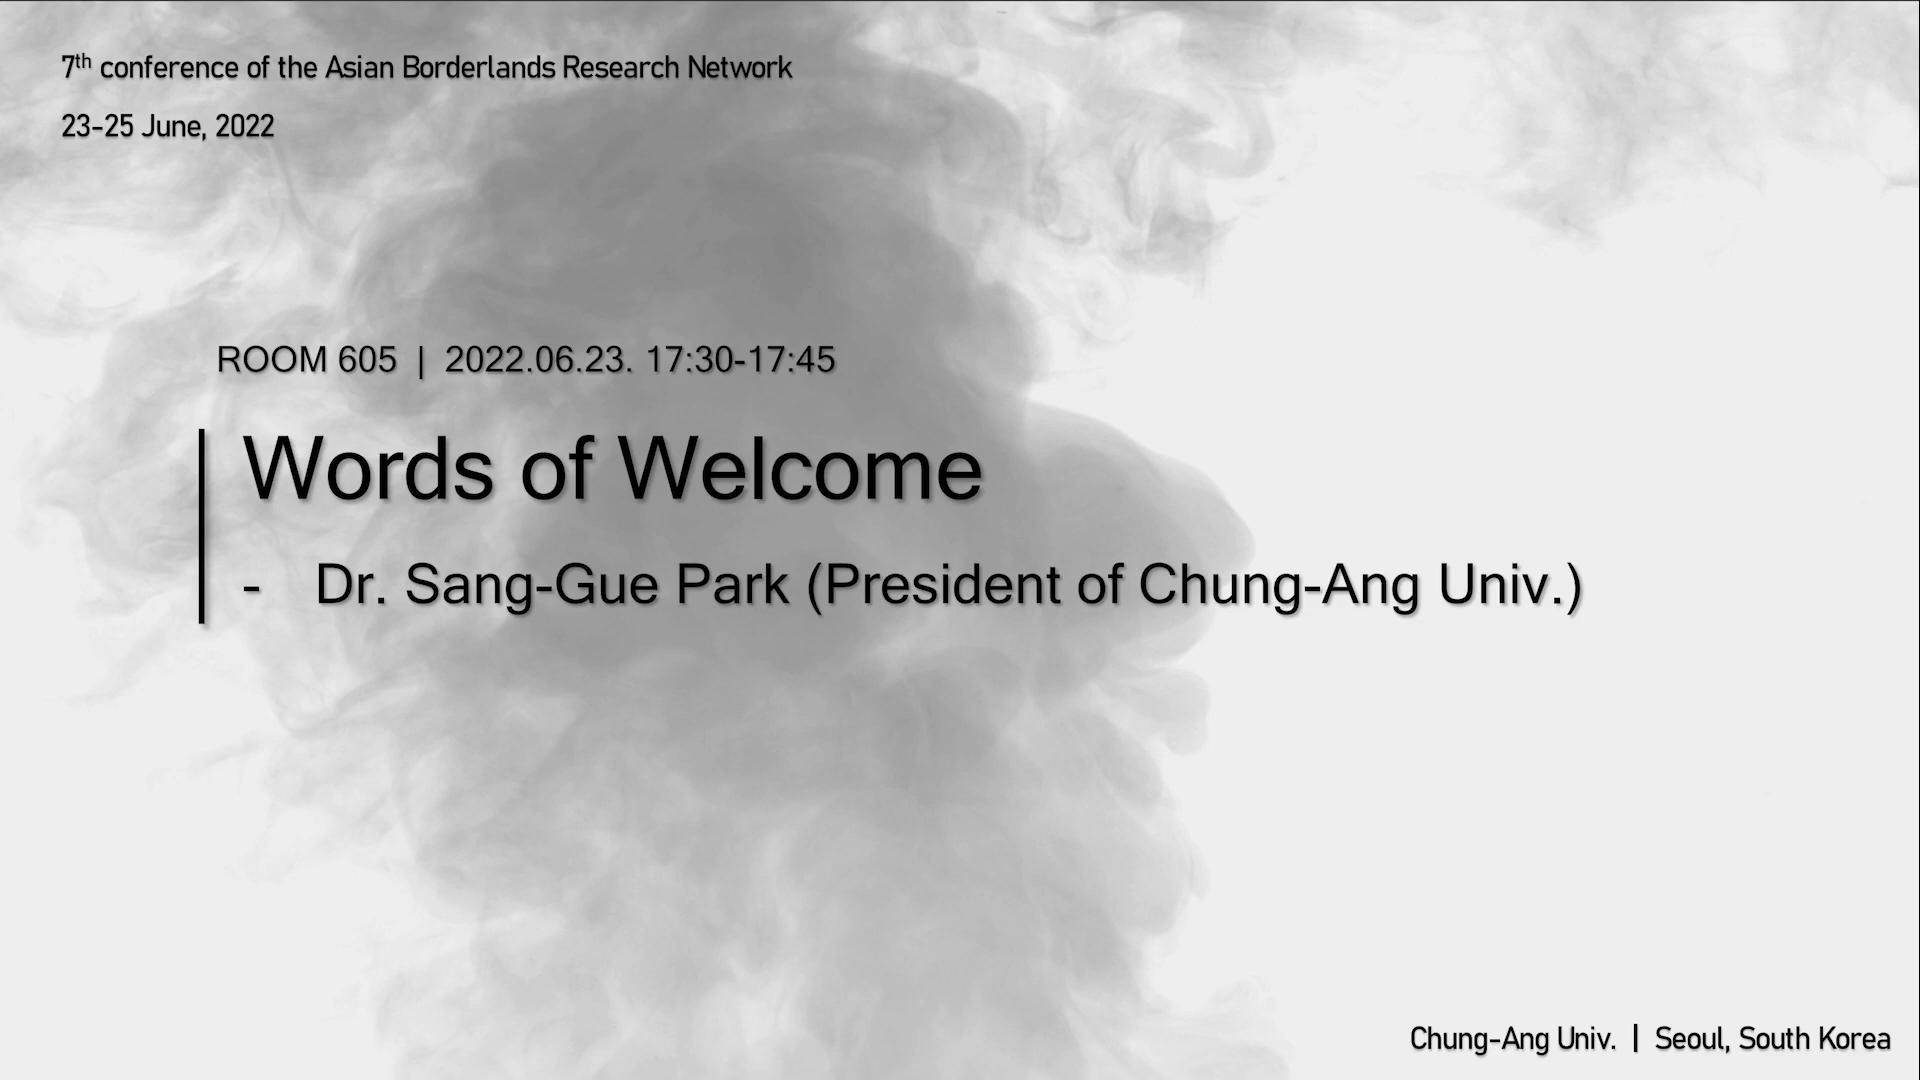 7th conference of the Asian Borderlands Research Network
23-25 June, 2022
ROOM 605 | 2022.06.23. 17:30-17:45
Words of Welcome
- Dr. Sang-Gue Park (President of Chung-Ang Univ.)
Chung-Ang Univ. | Seoul, South Korea